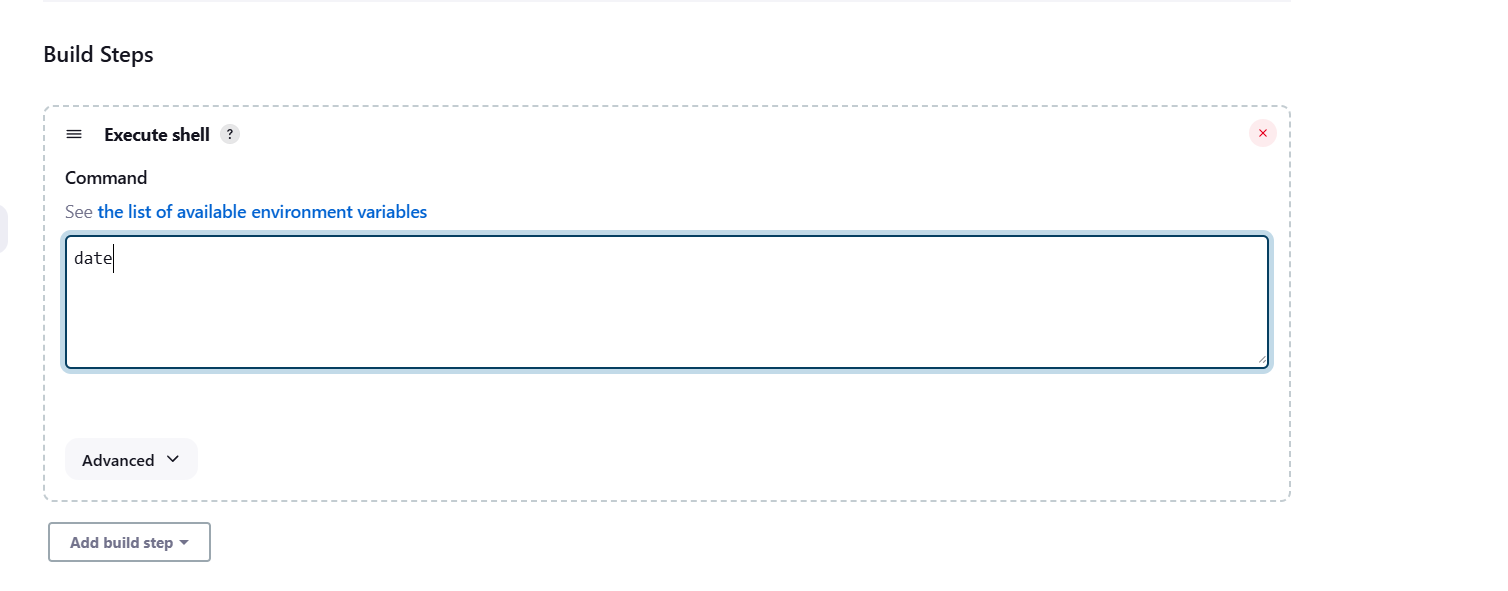 Build Steps
Execute shell ?
Command
See the list of available environment variables
date
Advanced
Add build step